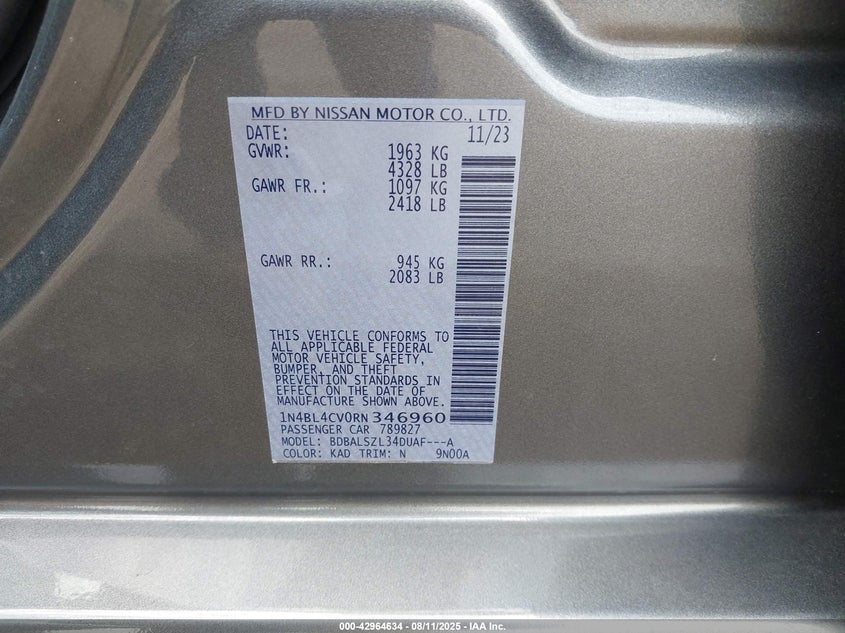 MFD BY NISSAN MOTOR CO., LTD.
DATE: 11/23
GVWR: 1963 KG
4328 LB
GAWR FR.: 1097 KG
2418 LB
GAWR RR.: 945 KG
2083 LB
THIS VEHICLE CONFORMS TO
ALL APPLICABLE FEDERAL
MOTOR VEHICLE SAFETY,
BUMPER, AND THEFT
PREVENTION STANDARDS IN
EFFECT ON THE DATE OF
MANUFACTURE SHOWN ABOVE.
1N4BL4CV0RN346960
PASSENGER CAR 789827
MODEL: BDBALSZL34DUAF---A
COLOR: KAD TRIM: N 9N00A
000-42964634 - 08/11/2025 - IAA Inc.